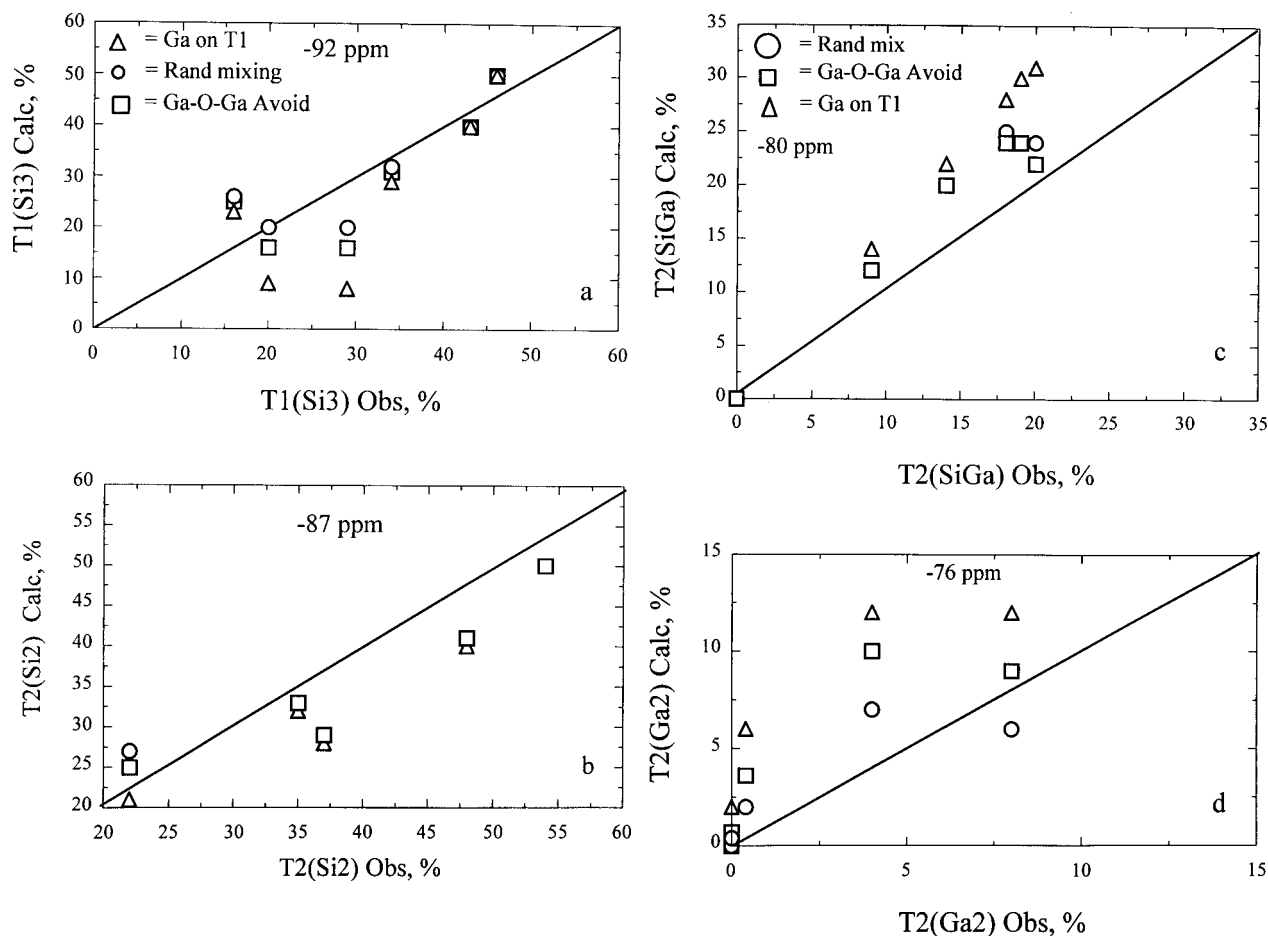 60
50
40
30
20
10
0
T1(Si3) Calc, %
△ = Ga on T1
○ = Rand mixing
□ = Ga-O-Ga Avoid
-92 ppm
a
0 10 20 30 40 50 60
T1(Si3) Obs, %
35
30
25
20
15
10
5
0
T2(SiGa) Calc, %
○ = Rand mix
□ = Ga-O-Ga Avoid
△ = Ga on T1
-80 ppm
c
0 5 10 15 20 25 30 35
T2(SiGa) Obs, %
60
55
50
45
40
35
30
25
20
T2(Si2) Calc, %
-87 ppm
b
20 25 30 35 40 45 50 55 60
T2(Si2) Obs, %
15
10
5
0
T2(Ga2) Calc, %
-76 ppm
d
0 5 10 15
T2(Ga2) Obs, %